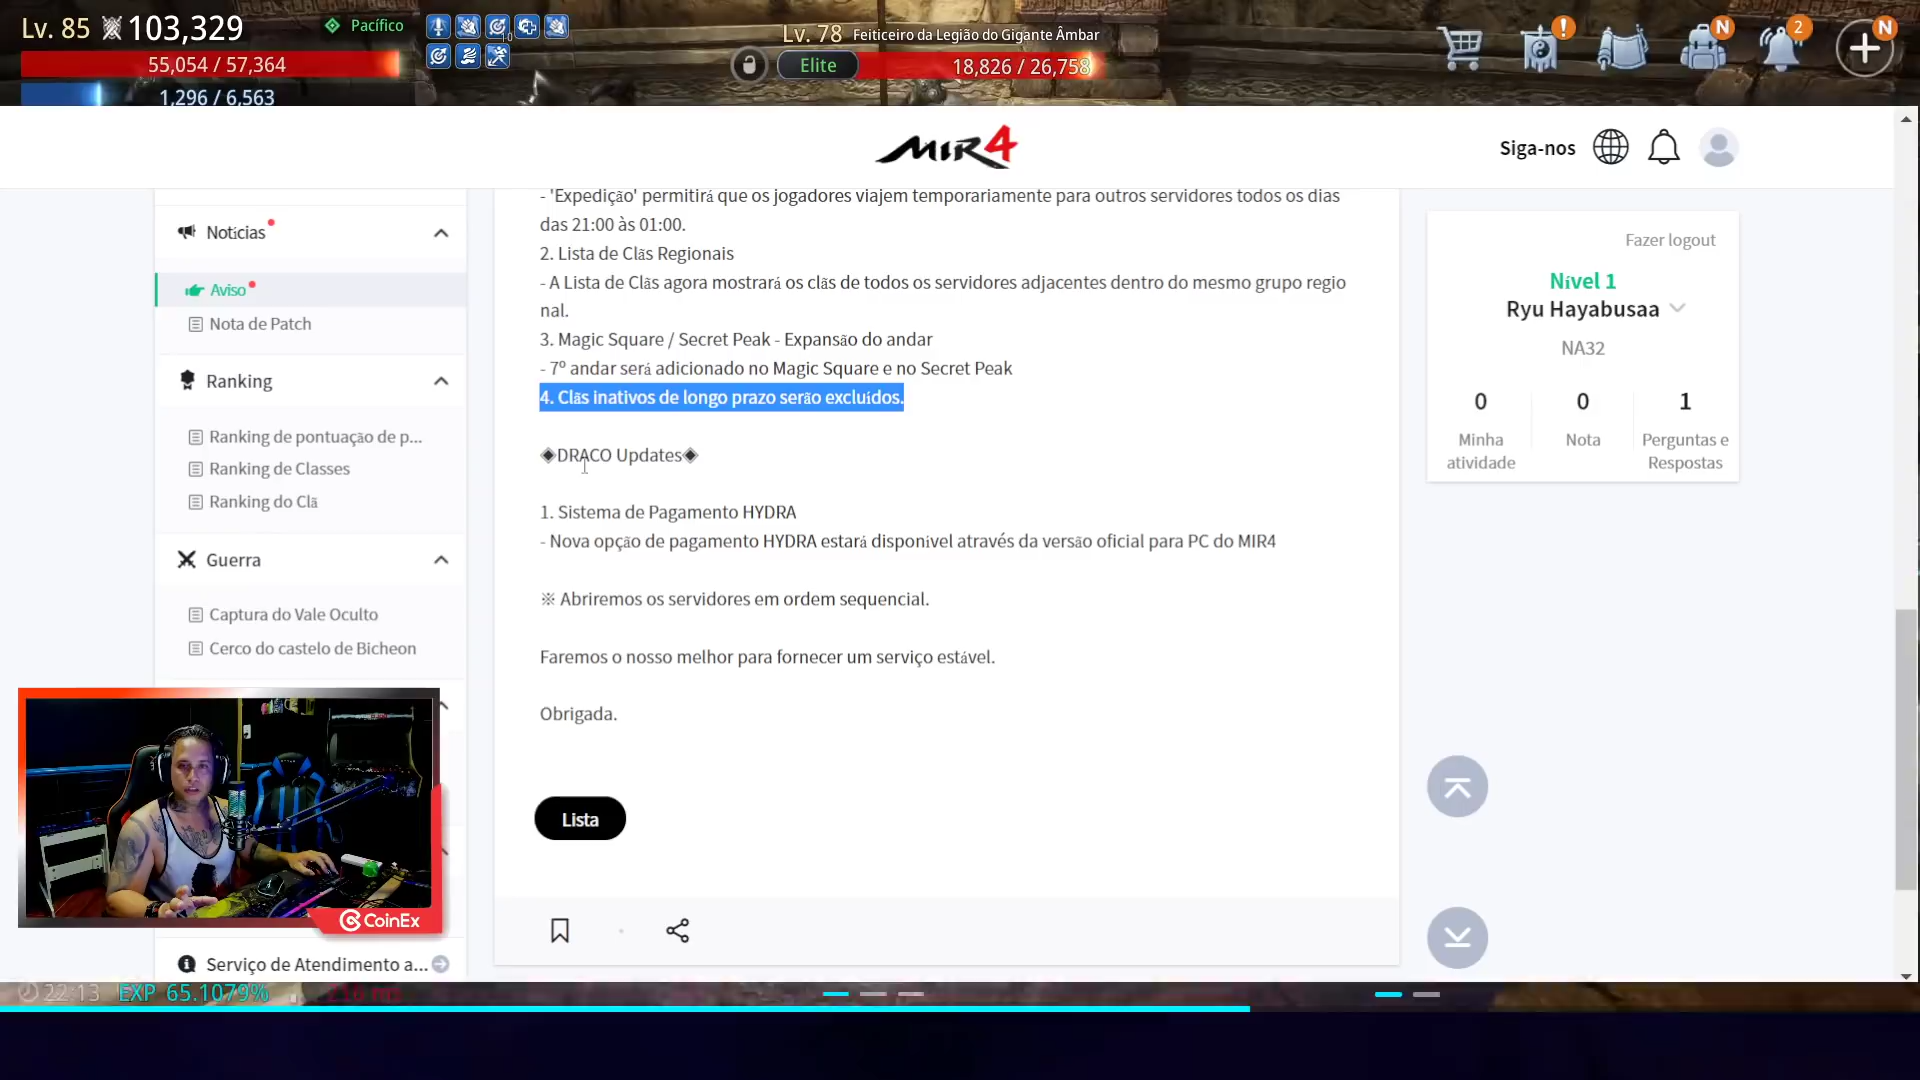 Lv. 85 103,329
Pacífico
55,054 / 57,364
1,296 / 6,563
Lv. 78 Feiticeiro da Legião do Gigante Âmbar
Elite
18,826 / 26,758
!
N
2
N
MIR4
Siga-nos
Notícias
Aviso
Nota de Patch
Ranking
Ranking de pontuação de p...
Ranking de Classes
Ranking do Clã
Guerra
Captura do Vale Oculto
Cerco do castelo de Bicheon
CoinEx
Serviço de Atendimento a...
- 'Expedição' permitirá que os jogadores viajem temporariamente para outros servidores todos os dias
das 21:00 às 01:00.
2. Lista de Clãs Regionais
- A Lista de Clãs agora mostrará os clãs de todos os servidores adjacentes dentro do mesmo grupo regio
nal.
3. Magic Square / Secret Peak - Expansão do andar
- 7º andar será adicionado no Magic Square e no Secret Peak
4. Clãs inativos de longo prazo serão excluídos.
◈DRACO Updates◈
1. Sistema de Pagamento HYDRA
- Nova opção de pagamento HYDRA estará disponível através da versão oficial para PC do MIR4
※ Abriremos os servidores em ordem sequencial.
Faremos o nosso melhor para fornecer um serviço estável.
Obrigada.
Lista
Fazer logout
Nível 1
Ryu Hayabusaa
NA32
0 0 1
Minha atividade
Nota
Perguntas e Respostas
22:13 EXP 65.1079%